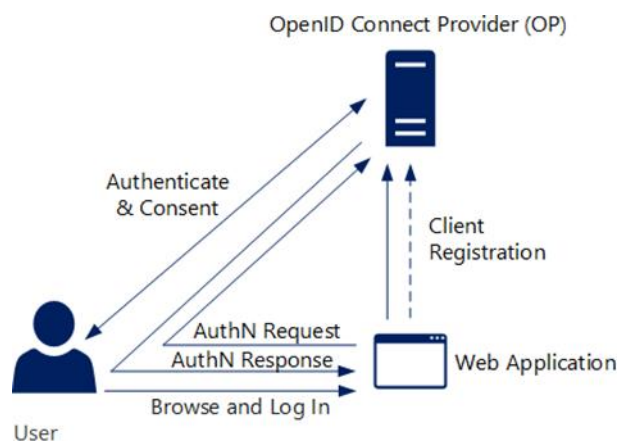 OpenID Connect Provider (OP)
Authenticate
& Consent
Client
Registration
AuthN Request
AuthN Response
Web Application
Browse and Log In
User